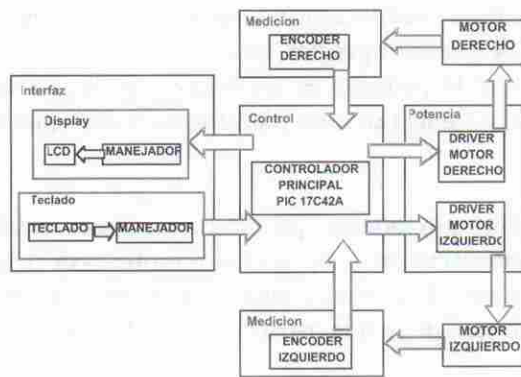 Medicion
ENCODER
DERECHO
MOTOR
DERECHO
Interfaz
Display
LCD
MANEJADOR
Teclado
TECLADO
MANEJADOR
Control
CONTROLADOR
PRINCIPAL
PIC 17C42A
Potencia
DRIVER
MOTOR
DERECHO
DRIVER
MOTOR
IZQUIERDO
Medicion
ENCODER
IZQUIERDO
MOTOR
IZQUIERDO